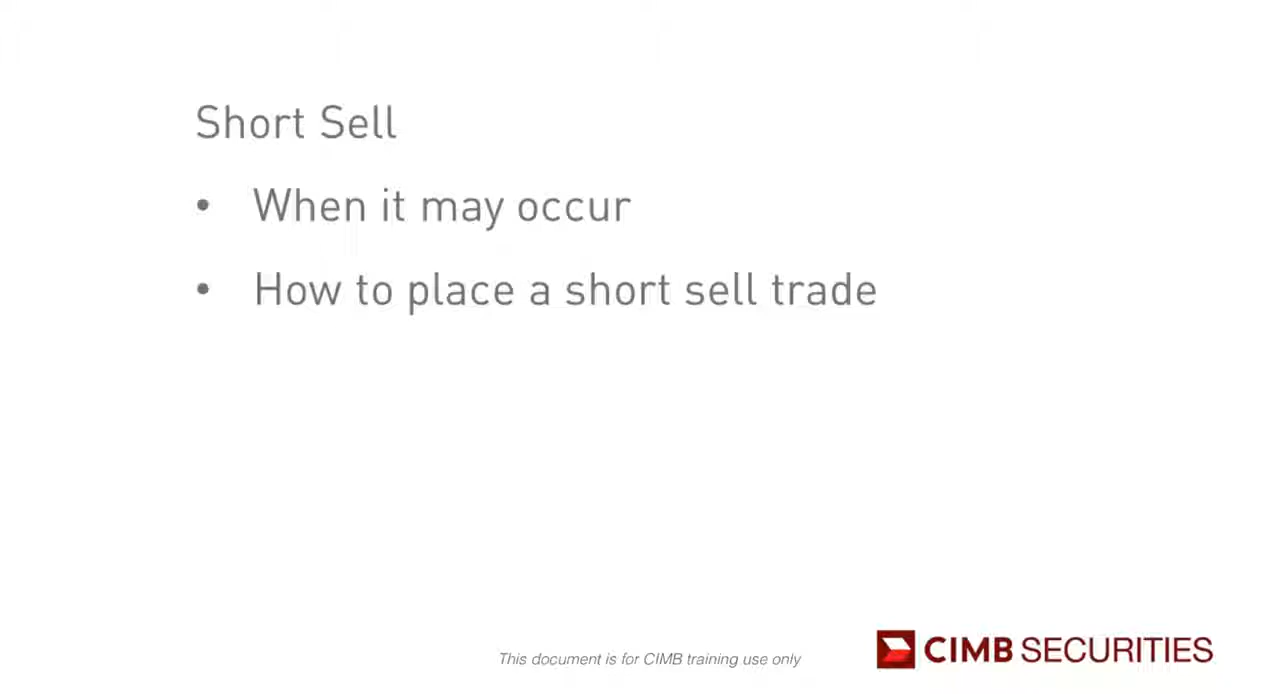 Short Sell
• When it may occur
• How to place a short sell trade
This document is for CIMB training use only
CIMB SECURITIES